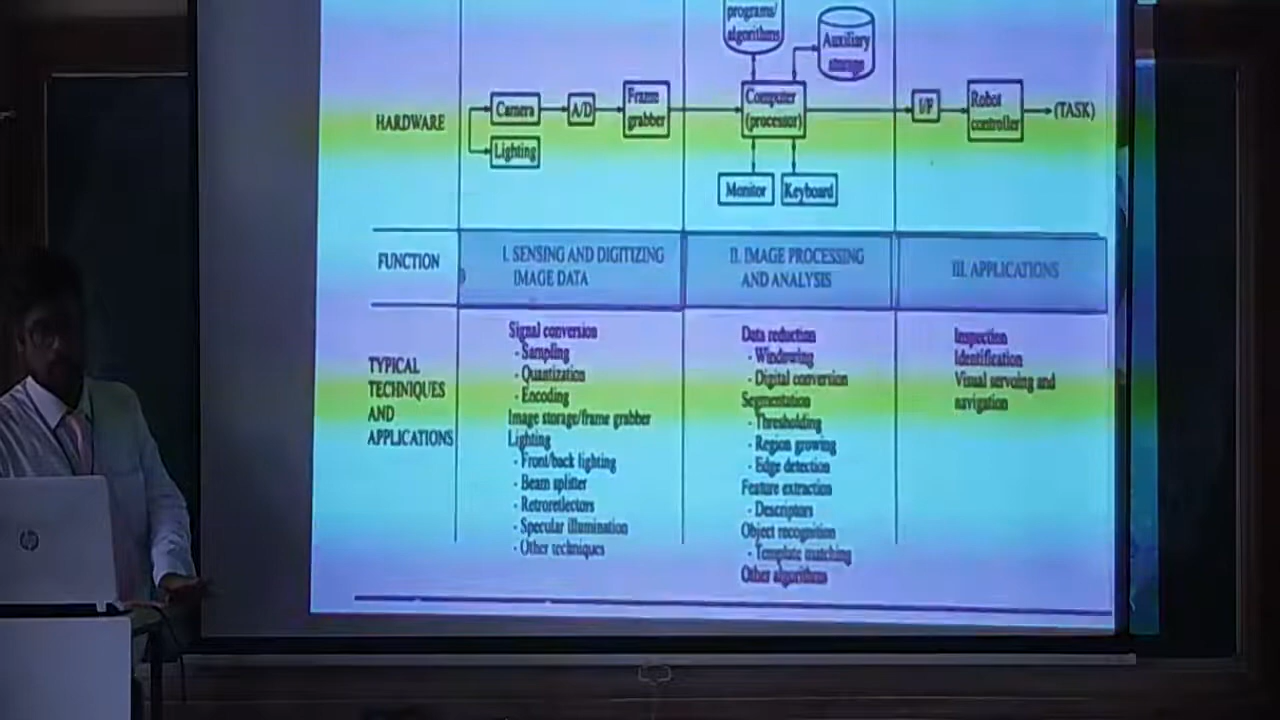 programs/
algorithms
Auxiliary
storage
HARDWARE
Camera
A/D
Frame
grabber
Computer
(processor)
I/F
Robot
controller
(TASK)
Lighting
Monitor
Keyboard
FUNCTION
I. SENSING AND DIGITIZING
IMAGE DATA
II. IMAGE PROCESSING
AND ANALYSIS
III. APPLICATIONS
TYPICAL
TECHNIQUES
AND
APPLICATIONS
Signal conversion
- Sampling
- Quantization
- Encoding
Image storage/frame grabber
Lighting
- Front/back lighting
- Beam splitter
- Retroreflectors
- Specular illumination
- Other techniques
Data reduction
- Windowing
- Digital conversion
Segmentation
- Thresholding
- Region growing
- Edge detection
Feature extraction
- Descriptors
Object recognition
- Template matching
Other algorithms
Inspection
Identification
Visual servoing and
navigation
hp